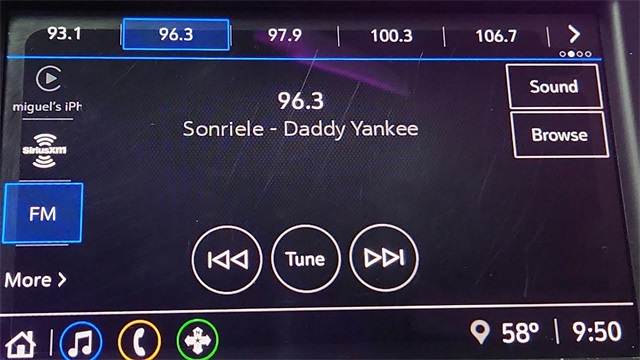 93.1 96.3 97.9 100.3 106.7
miguel's iPh
96.3
Sound
Sonriele - Daddy Yankee
Browse
SiriusXM
FM
Tune
More
58° 9:50